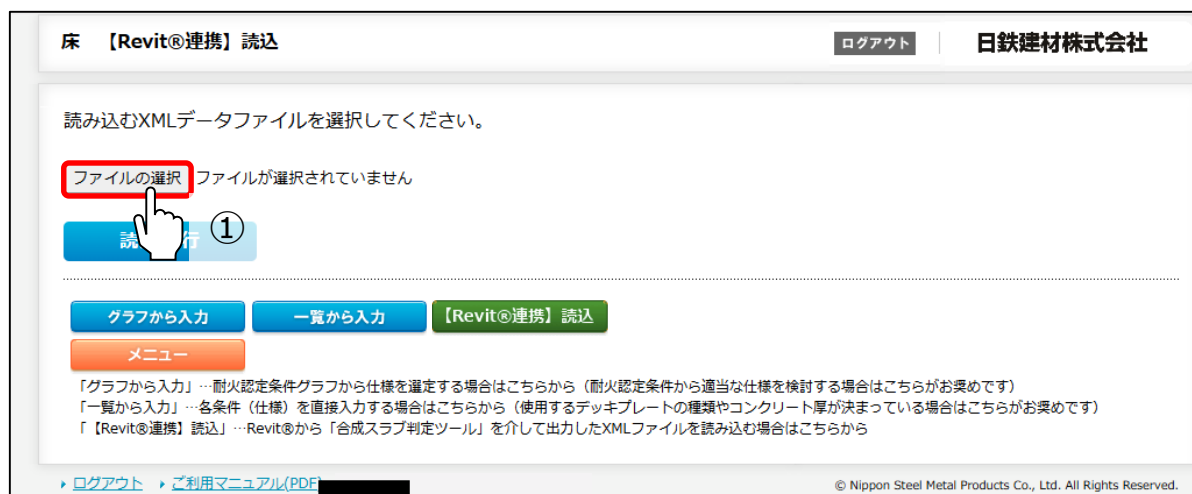 床 【Revit®連携】読込
ログアウト
日鉄建材株式会社
読み込むXMLデータファイルを選択してください。
ファイルの選択 ファイルが選択されていません
①
読 行
グラフから入力 一覧から入力 【Revit®連携】読込
メニュー
「グラフから入力」…耐火認定条件グラフから仕様を選定する場合はこちらから（耐火認定条件から適当な仕様を検討する場合はこちらがお奨めです）
「一覧から入力」…各条件（仕様）を直接入力する場合はこちらから（使用するデッキプレートの種類やコンクリート厚が決まっている場合はこちらがお奨めです）
「【Revit®連携】読込」…Revit®から「合成スラブ判定ツール」を介して出力したXMLファイルを読み込む場合はこちらから
ログアウト ご利用マニュアル(PDF)
© Nippon Steel Metal Products Co., Ltd. All Rights Reserved.